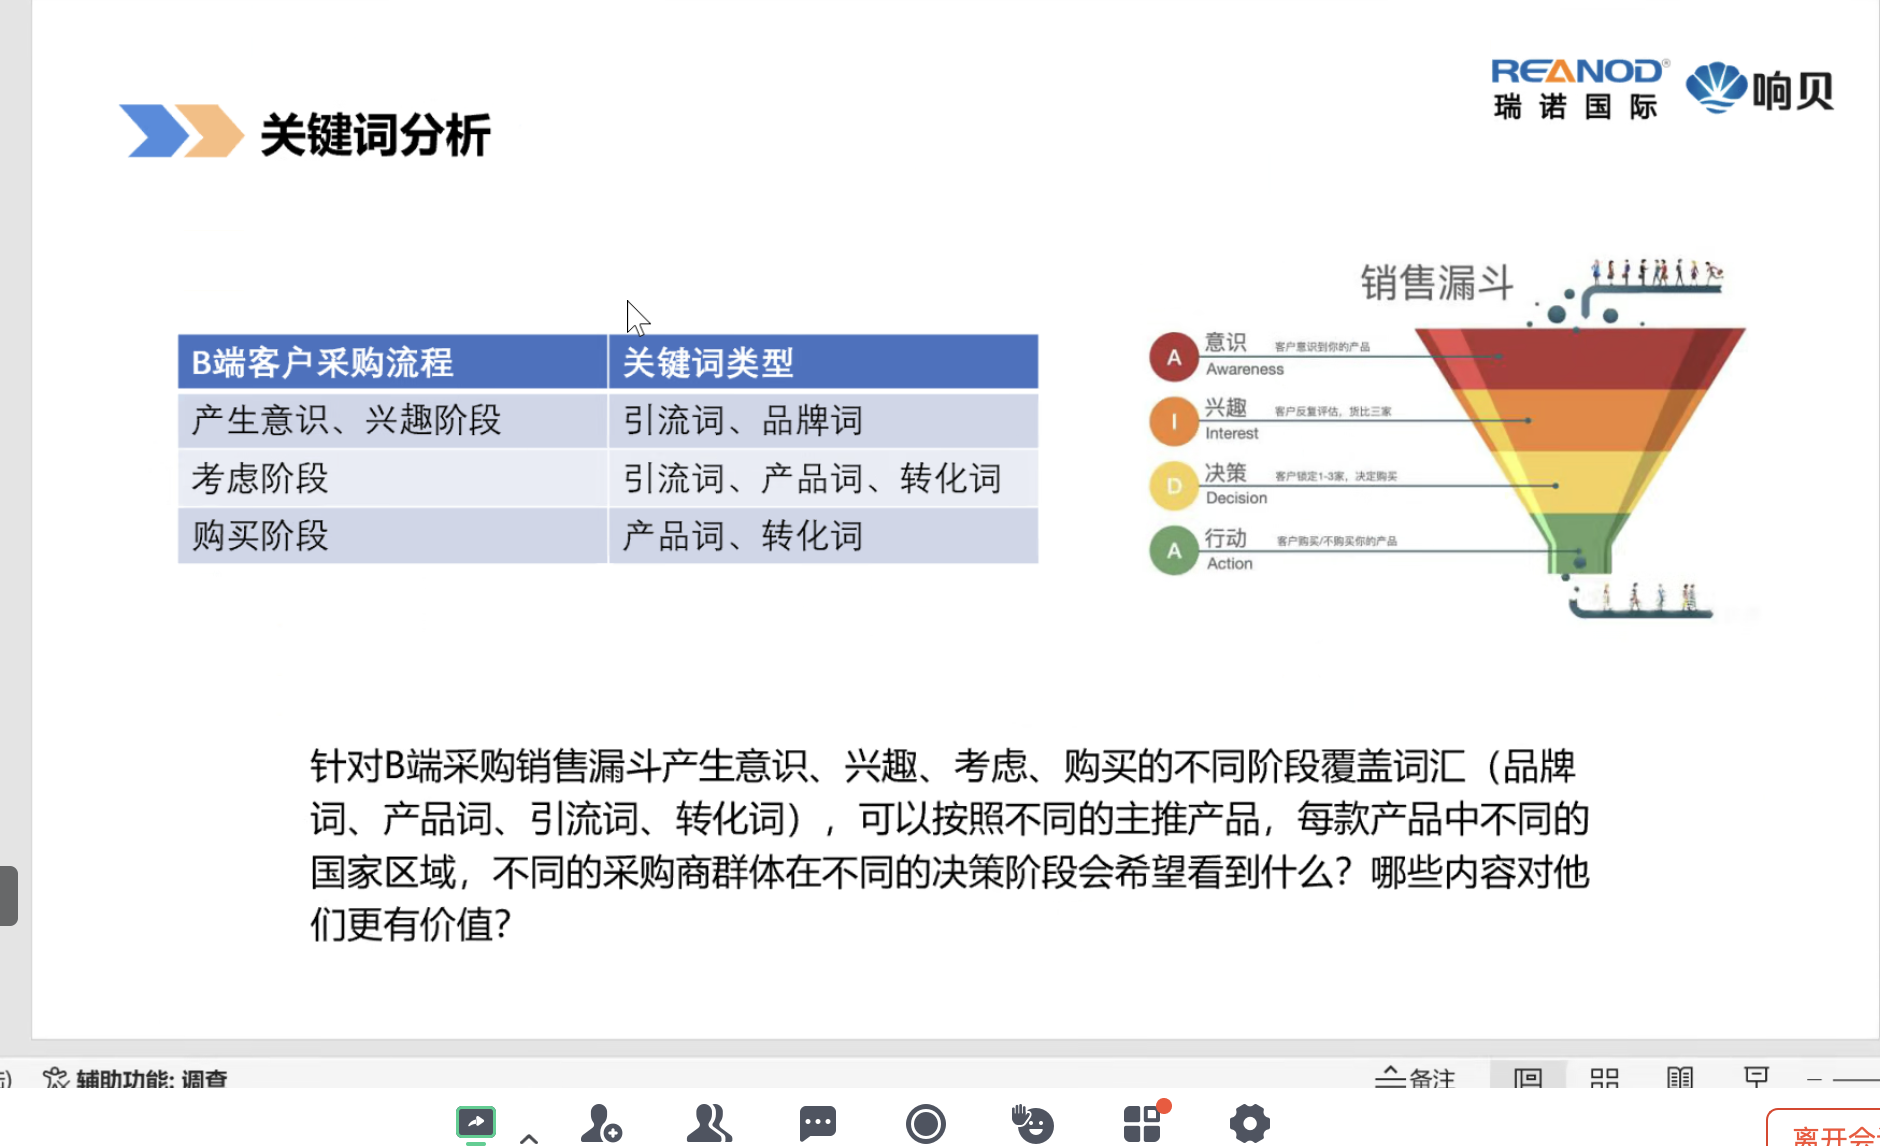 REANOD®
瑞诺国际
响贝
关键词分析
B端客户采购流程 关键词类型
产生意识、兴趣阶段 引流词、品牌词
考虑阶段 引流词、产品词、转化词
购买阶段 产品词、转化词
销售漏斗
A 意识 客户意识到你的产品
Awareness
I 兴趣 客户反复评估，货比三家
Interest
D 决策 客户锁定1-3家，决定购买
Decision
A 行动 客户购买/不购买你的产品
Action
针对B端采购销售漏斗产生意识、兴趣、考虑、购买的不同阶段覆盖词汇（品牌
词、产品词、引流词、转化词），可以按照不同的主推产品，每款产品中不同的
国家区域，不同的采购商群体在不同的决策阶段会希望看到什么？哪些内容对他
们更有价值？
辅助功能: 调查
备注
离开会